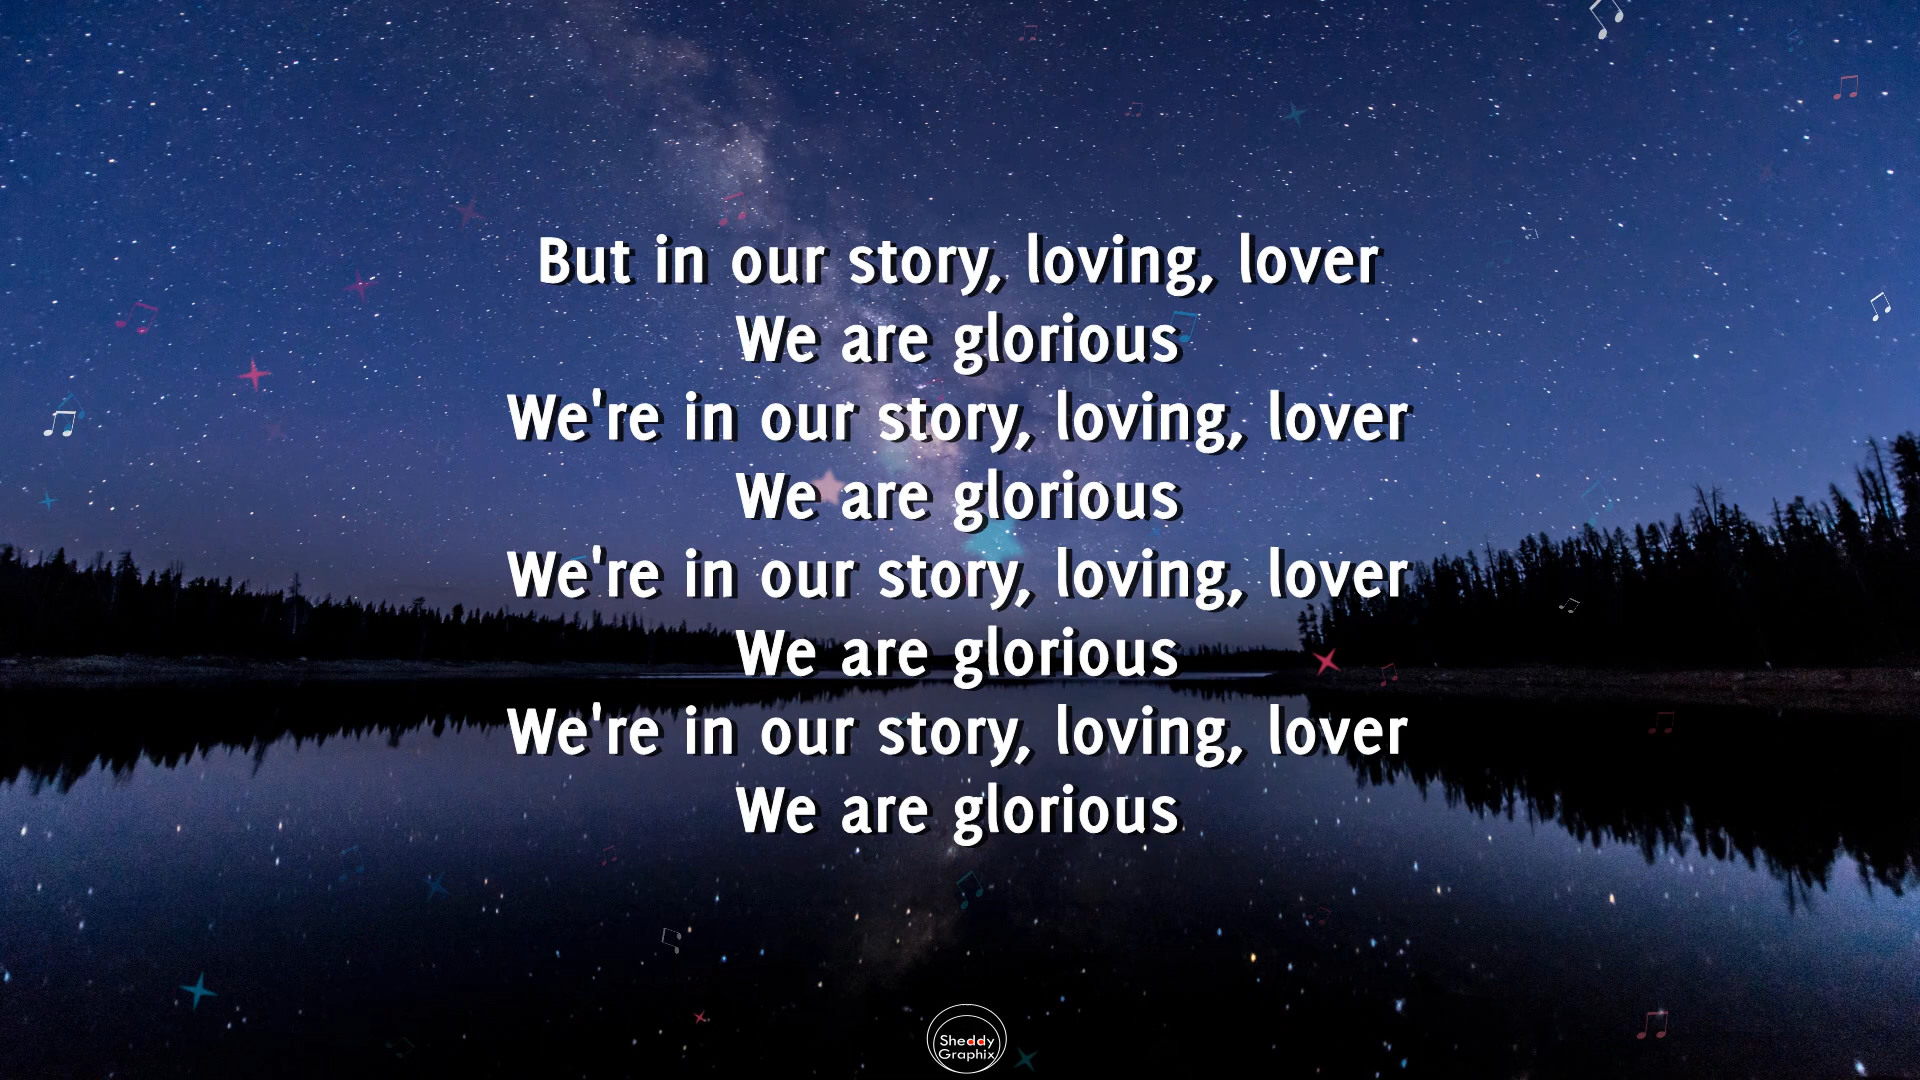 But in our story, loving, lover
We are glorious
We're in our story, loving, lover
We are glorious
We're in our story, loving, lover
We are glorious
We're in our story, loving, lover
We are glorious
Sheddy
Graphix